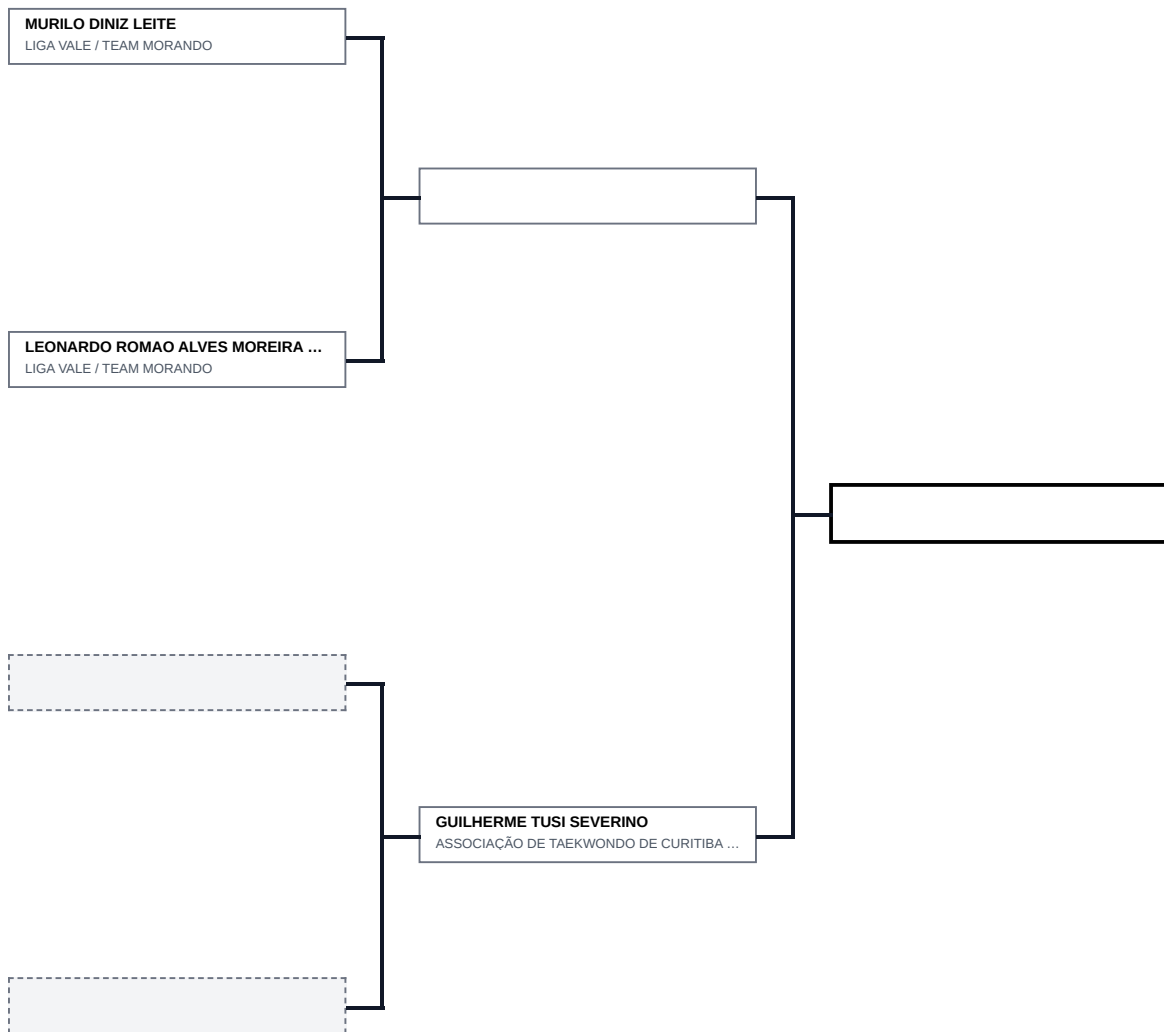 MURILO DINIZ LEITE
LIGA VALE / TEAM MORANDO
LEONARDO ROMAO ALVES MOREIRA ...
LIGA VALE / TEAM MORANDO
GUILHERME TUSI SEVERINO
ASSOCIAÇÃO DE TAEKWONDO DE CURITIBA ...